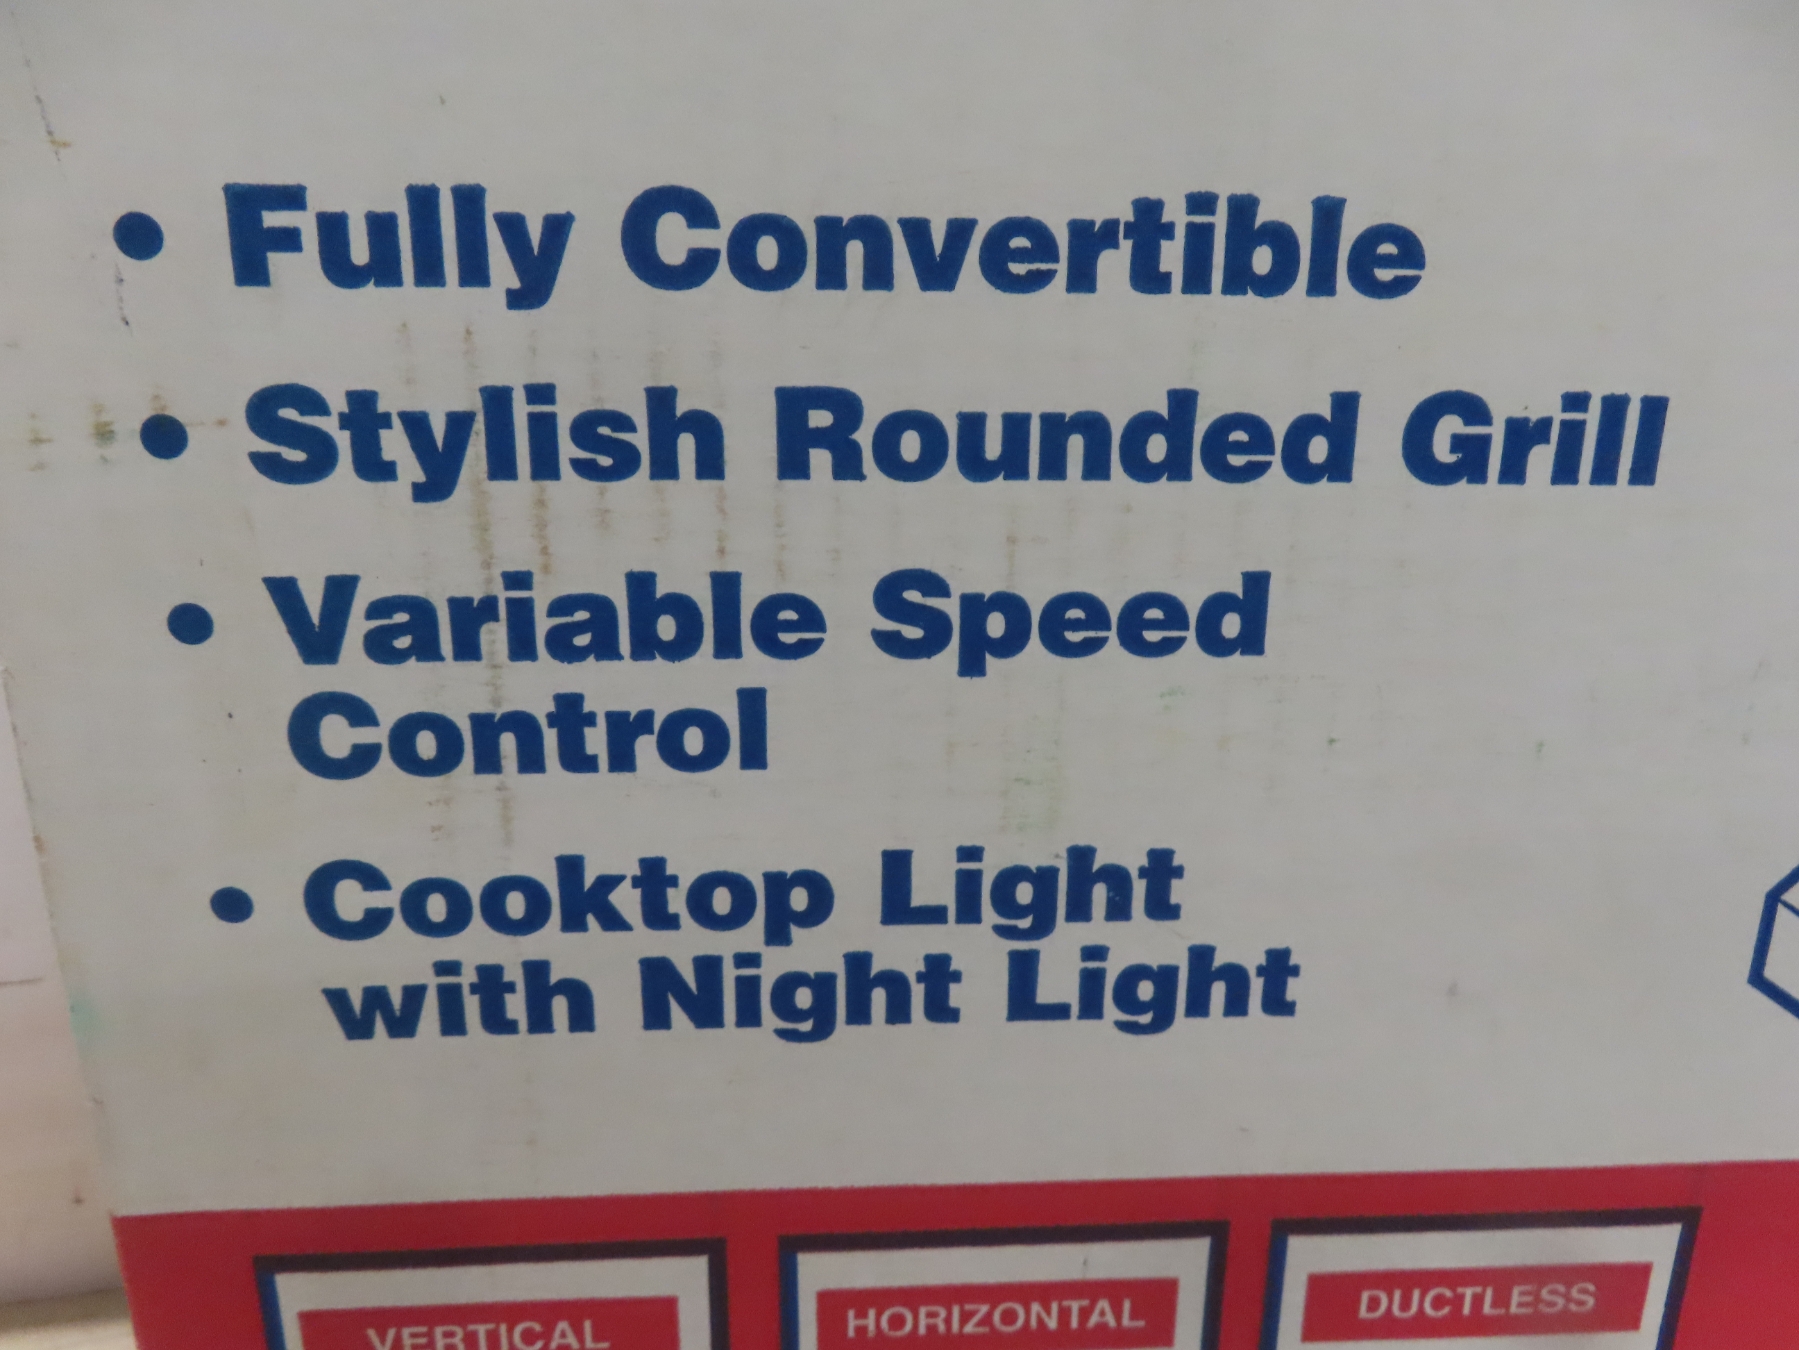 • Fully Convertible
• Stylish Rounded Grill
• Variable Speed
Control
• Cooktop Light
with Night Light
VERTICAL HORIZONTAL DUCTLESS